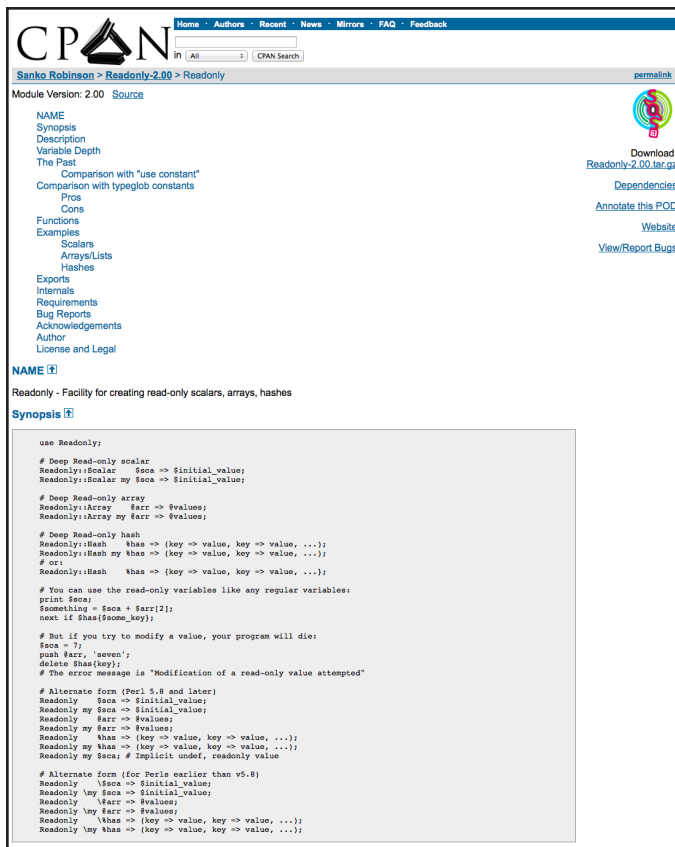 CPAN
Home · Authors · Recent · News · Mirrors · FAQ · Feedback
in All CPAN Search
Sanko Robinson > Readonly-2.00 > Readonly
permalink
Module Version: 2.00 Source
Download:
Readonly-2.00.tar.gz
Dependencies
Annotate this POD
Website
View/Report Bugs
NAME
Synopsis
Description
Variable Depth
The Past
Comparison with "use constant"
Comparison with typeglob constants
Pros
Cons
Functions
Examples
Scalars
Arrays/Lists
Hashes
Exports
Internals
Requirements
Bug Reports
Acknowledgements
Author
License and Legal
NAME
Readonly - Facility for creating read-only scalars, arrays, hashes
Synopsis
use Readonly;
# Deep Read-only scalar
Readonly::Scalar    $sca => $initial_value;
Readonly::Scalar my $sca => $initial_value;
# Deep Read-only array
Readonly::Array    @arr => @values;
Readonly::Array my @arr => @values;
# Deep Read-only hash
Readonly::Hash    %has => (key => value, key => value, ...);
Readonly::Hash my %has => (key => value, key => value, ...);
# or:
Readonly::Hash    %has => {key => value, key => value, ...};
# You can use the read-only variables like any regular variables:
print $sca;
$something = $sca + $arr[2];
next if $has{$some_key};
# But if you try to modify a value, your program will die:
$sca = 7;
push @arr, 'seven';
delete $has{key};
# The error message is "Modification of a read-only value attempted"
# Alternate form (Perl 5.8 and later)
Readonly    $sca => $initial_value;
Readonly my $sca => $initial_value;
Readonly    @arr => @values;
Readonly my @arr => @values;
Readonly    %has => (key => value, key => value, ...);
Readonly my %has => (key => value, key => value, ...);
Readonly my $sca; # Implicit undef, readonly value
# Alternate form (for Perls earlier than v5.8)
Readonly    \$sca => $initial_value;
Readonly \my $sca => $initial_value;
Readonly    \@arr => @values;
Readonly \my @arr => @values;
Readonly    \%has => (key => value, key => value, ...);
Readonly \my %has => (key => value, key => value, ...);